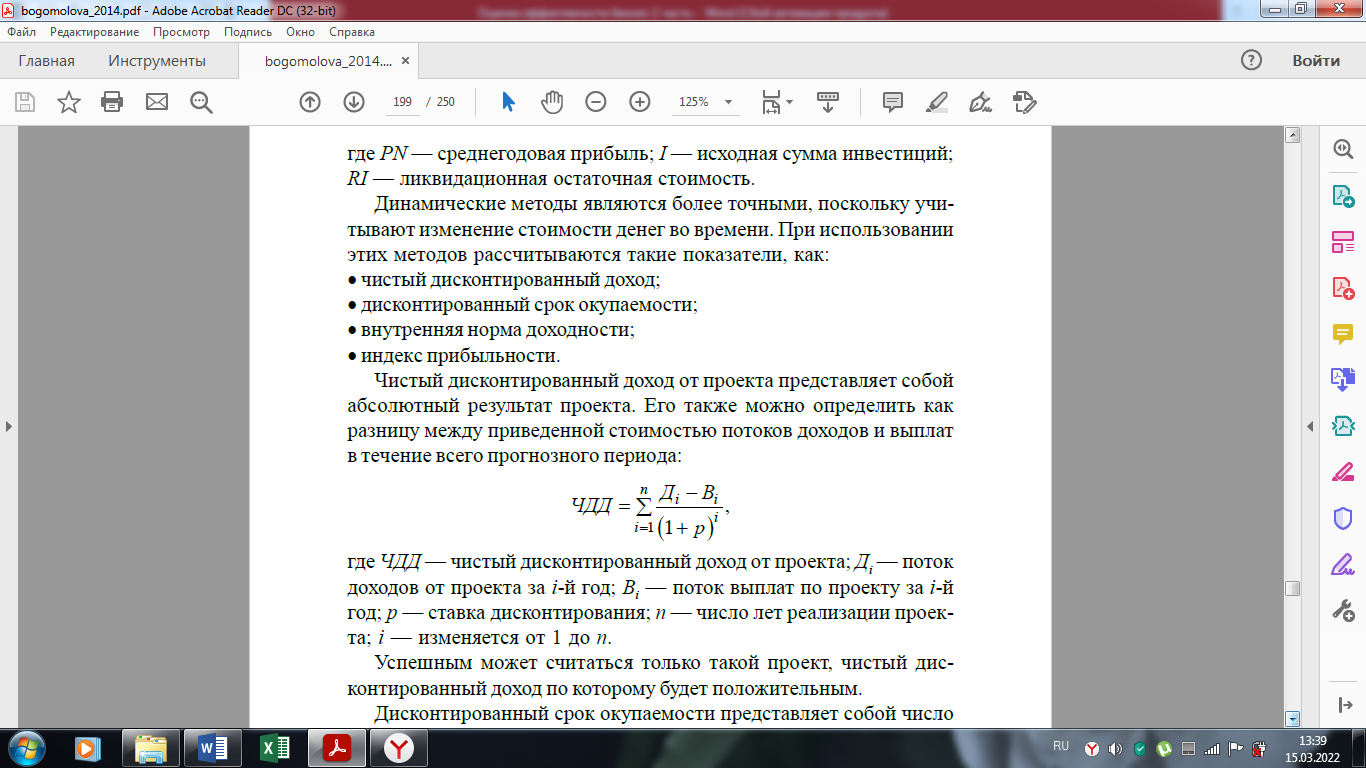 bogomolova_2014.pdf - Adobe Acrobat Reader DC (32-bit)
Файл Редактирование Просмотр Подпись Окно Справка
Главная Инструменты bogomolova_2014.... × ? Войти
199 / 250 125%
где PN — среднегодовая прибыль; I — исходная сумма инвестиций;
RI — ликвидационная остаточная стоимость.
Динамические методы являются более точными, поскольку учи-
тывают изменение стоимости денег во времени. При использовании
этих методов рассчитываются такие показатели, как:
• чистый дисконтированный доход;
• дисконтированный срок окупаемости;
• внутренняя норма доходности;
• индекс прибыльности.
Чистый дисконтированный доход от проекта представляет собой
абсолютный результат проекта. Его также можно определить как
разницу между приведенной стоимостью потоков доходов и выплат
в течение всего прогнозного периода:
ЧДД = ∑ (i=1, n) (Дᵢ − Вᵢ) / (1 + p)ⁱ,
где ЧДД — чистый дисконтированный доход от проекта; Дᵢ — поток
доходов от проекта за i-й год; Вᵢ — поток выплат по проекту за i-й
год; p — ставка дисконтирования; n — число лет реализации проек-
та; i — изменяется от 1 до n.
Успешным может считаться только такой проект, чистый дис-
контированный доход по которому будет положительным.
Дисконтированный срок окупаемости представляет собой число
RU 13:39
15.03.2022